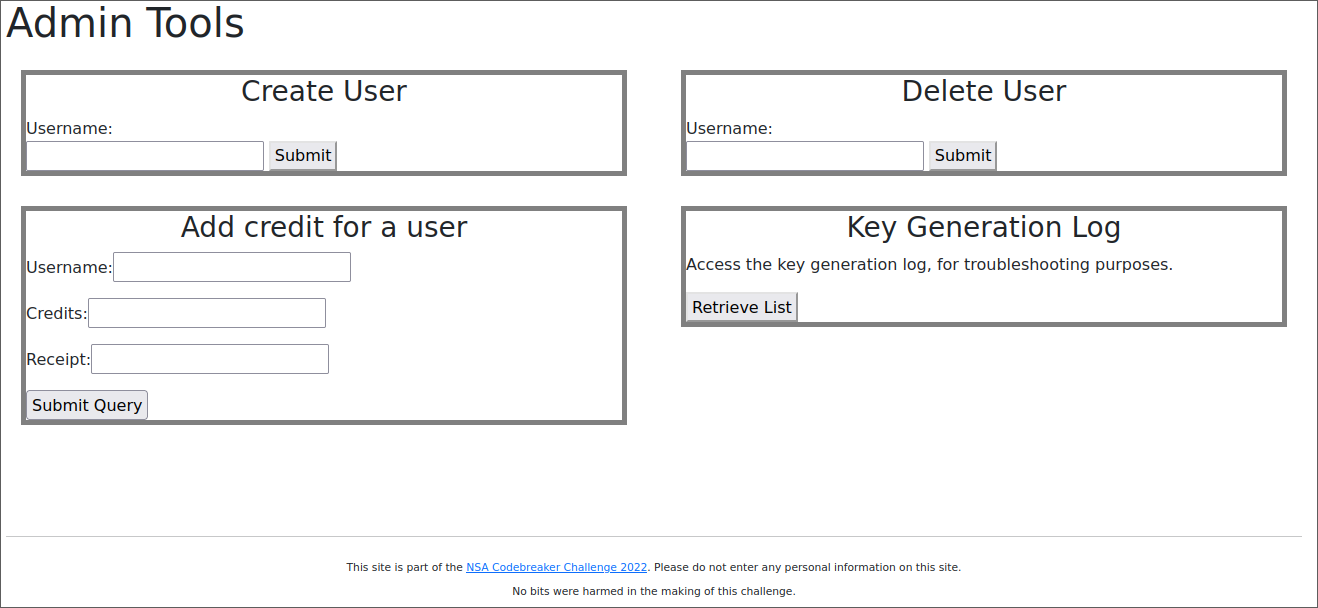 Admin Tools
Create User
Username:
Submit
Delete User
Username:
Submit
Add credit for a user
Username:
Credits:
Receipt:
Submit Query
Key Generation Log
Access the key generation log, for troubleshooting purposes.
Retrieve List
This site is part of the NSA Codebreaker Challenge 2022. Please do not enter any personal information on this site.
No bits were harmed in the making of this challenge.